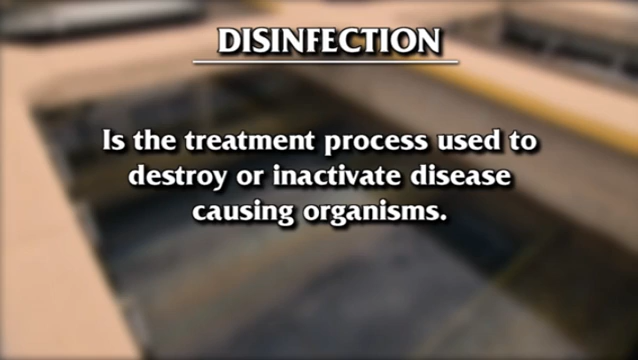 DISINFECTION
Is the treatment process used to
destroy or inactivate disease
causing organisms.